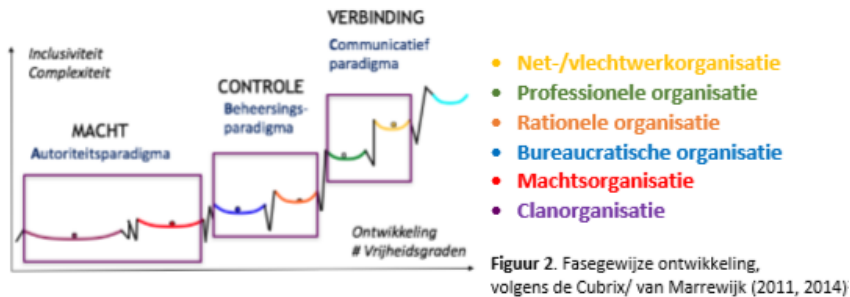 VERBINDING
Communicatief
paradigma
Inclusiviteit
Complexiteit
CONTROLE
Beheersings-
paradigma
MACHT
Autoriteitsparadigma
Ontwikkeling
# Vrijheidsgraden
• Net-/vlechtwerkorganisatie
• Professionele organisatie
• Rationele organisatie
• Bureaucratische organisatie
• Machtsorganisatie
• Clanorganisatie
Figuur 2. Fasegewijze ontwikkeling,
volgens de Cubrix/ van Marrewijk (2011, 2014)